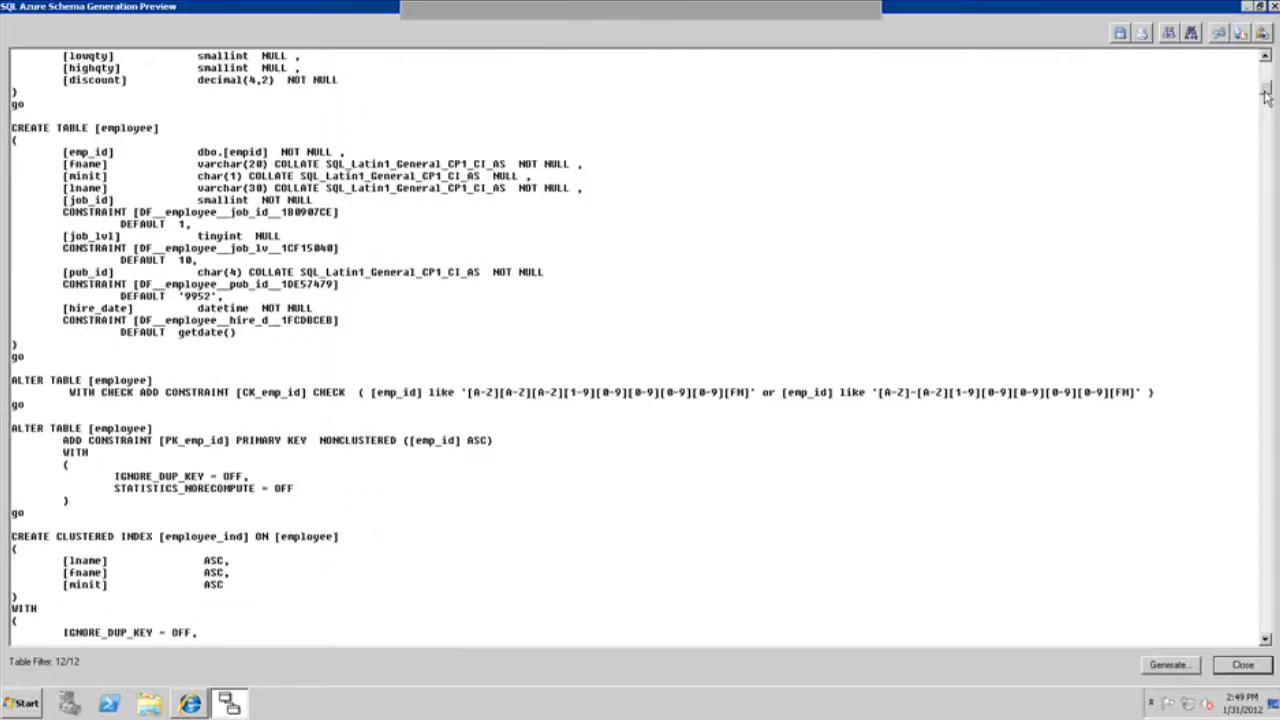 SQL Azure Schema Generation Preview
[lowqty] smallint NULL ,
[highqty] smallint NULL ,
[discount] decimal(4,2) NOT NULL
)
go
CREATE TABLE [employee]
(
[emp_id] dbo.[empid] NOT NULL ,
[fname] varchar(20) COLLATE SQL_Latin1_General_CP1_CI_AS NOT NULL ,
[minit] char(1) COLLATE SQL_Latin1_General_CP1_CI_AS NULL ,
[lname] varchar(30) COLLATE SQL_Latin1_General_CP1_CI_AS NOT NULL ,
[job_id] smallint NOT NULL
CONSTRAINT [DF__employee__job_id__1B0907CE]
DEFAULT 1,
[job_lvl] tinyint NULL
CONSTRAINT [DF__employee__job_lv__1CF15040]
DEFAULT 10,
[pub_id] char(4) COLLATE SQL_Latin1_General_CP1_CI_AS NOT NULL
CONSTRAINT [DF__employee__pub_id__1DE57479]
DEFAULT '9952',
[hire_date] datetime NOT NULL
CONSTRAINT [DF__employee__hire_d__1FCDBCEB]
DEFAULT getdate()
)
go
ALTER TABLE [employee]
WITH CHECK ADD CONSTRAINT [CK_emp_id] CHECK ( [emp_id] like '[A-Z][A-Z][A-Z][1-9][0-9][0-9][0-9][0-9][FM]' or [emp_id] like '[A-Z]-[A-Z][1-9][0-9][0-9][0-9][0-9][FM]' )
go
ALTER TABLE [employee]
ADD CONSTRAINT [PK_emp_id] PRIMARY KEY NONCLUSTERED ([emp_id] ASC)
WITH
(
IGNORE_DUP_KEY = OFF,
STATISTICS_NORECOMPUTE = OFF
)
go
CREATE CLUSTERED INDEX [employee_ind] ON [employee]
(
[lname] ASC,
[fname] ASC,
[minit] ASC
)
WITH
(
IGNORE_DUP_KEY = OFF,
Table Filter: 12/12
Generate...
Close
Start
2:49 PM
1/31/2012